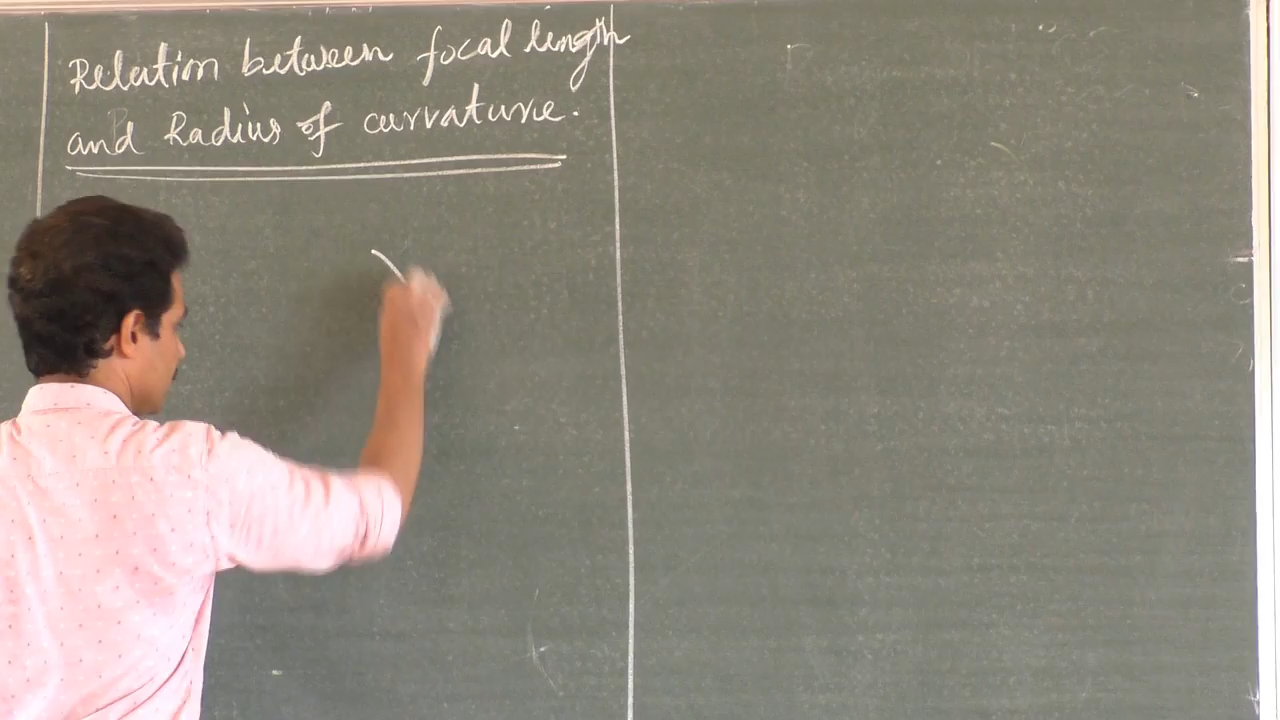 Relation between focal length
and Radius of curvature.